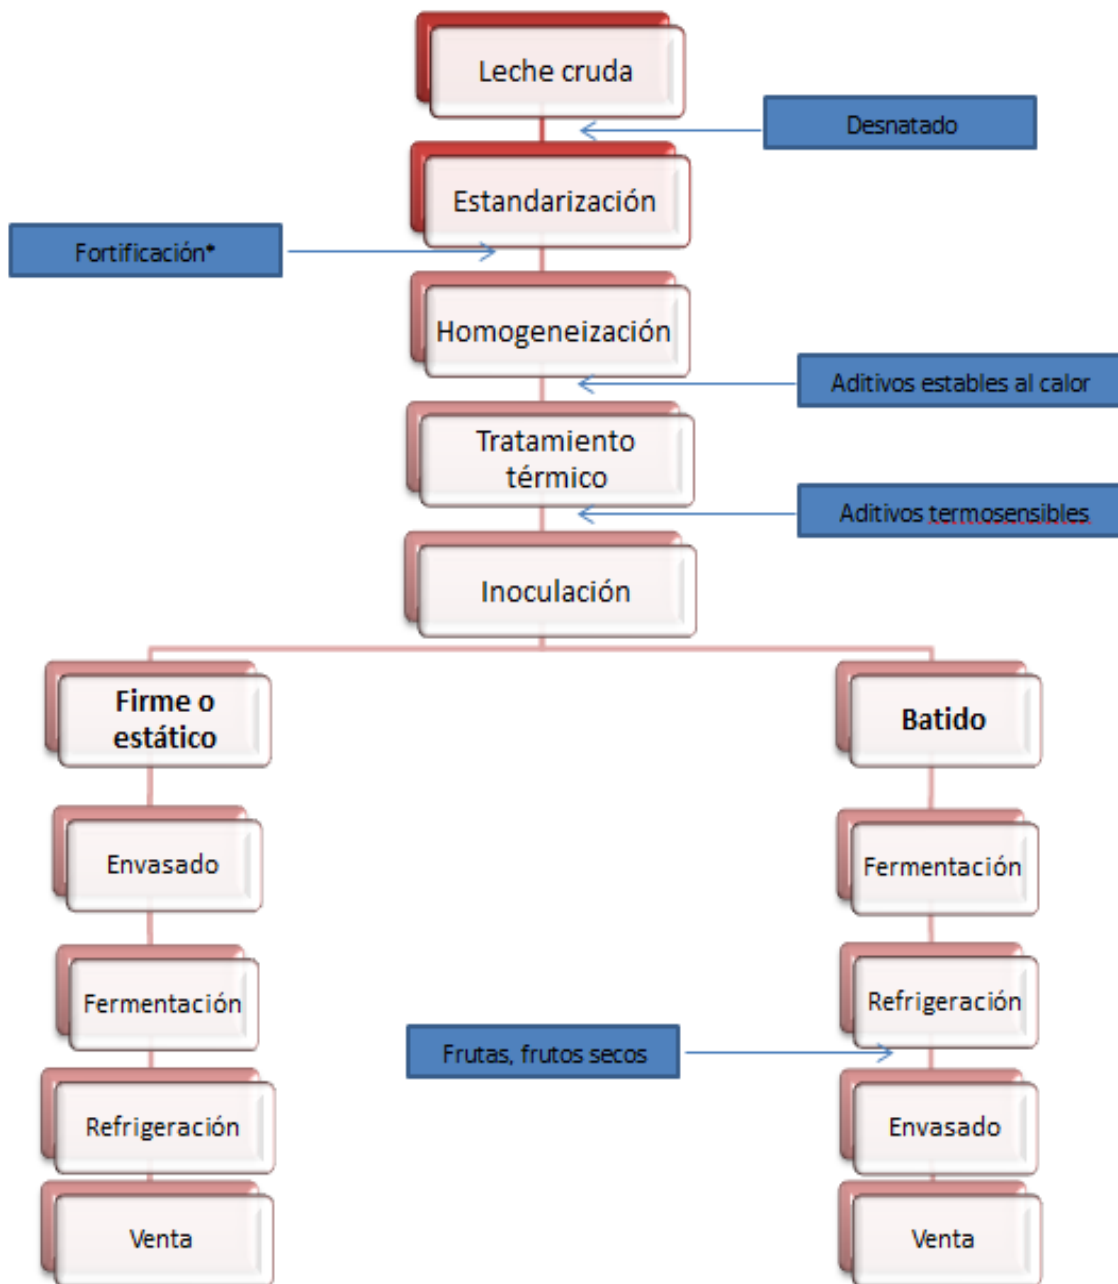 Leche cruda
Desnatado
Estandarización
Fortificación*
Homogeneización
Aditivos estables al calor
Tratamiento
térmico
Aditivos termosensibles
Inoculación
Firme o
estático
Batido
Envasado
Fermentación
Fermentación
Refrigeración
Frutas, frutos secos
Refrigeración
Envasado
Venta
Venta